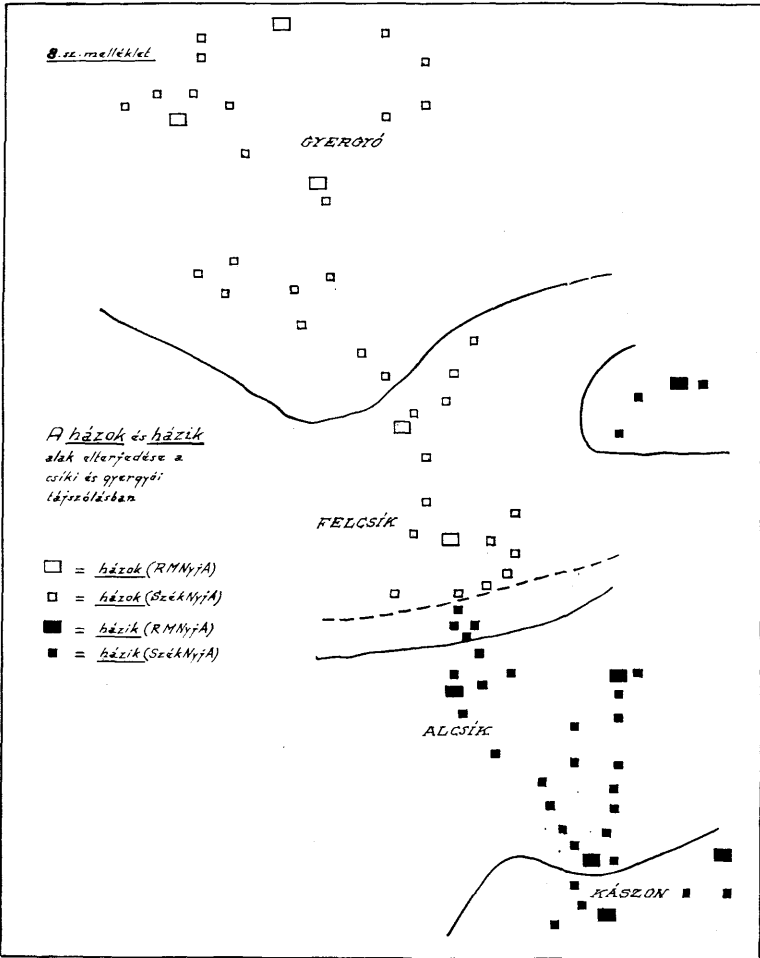 8.sz.melléklet
GYERGYÓ
A házok és házik
alak elterjedése a
csíki és gyergyói
tájszólásban
FELCSÍK
= házok (RMNyjA)
= házok (SzékNyjA)
= házik (RMNyjA)
= házik (SzékNyjA)
ALCSÍK
KÁSZON